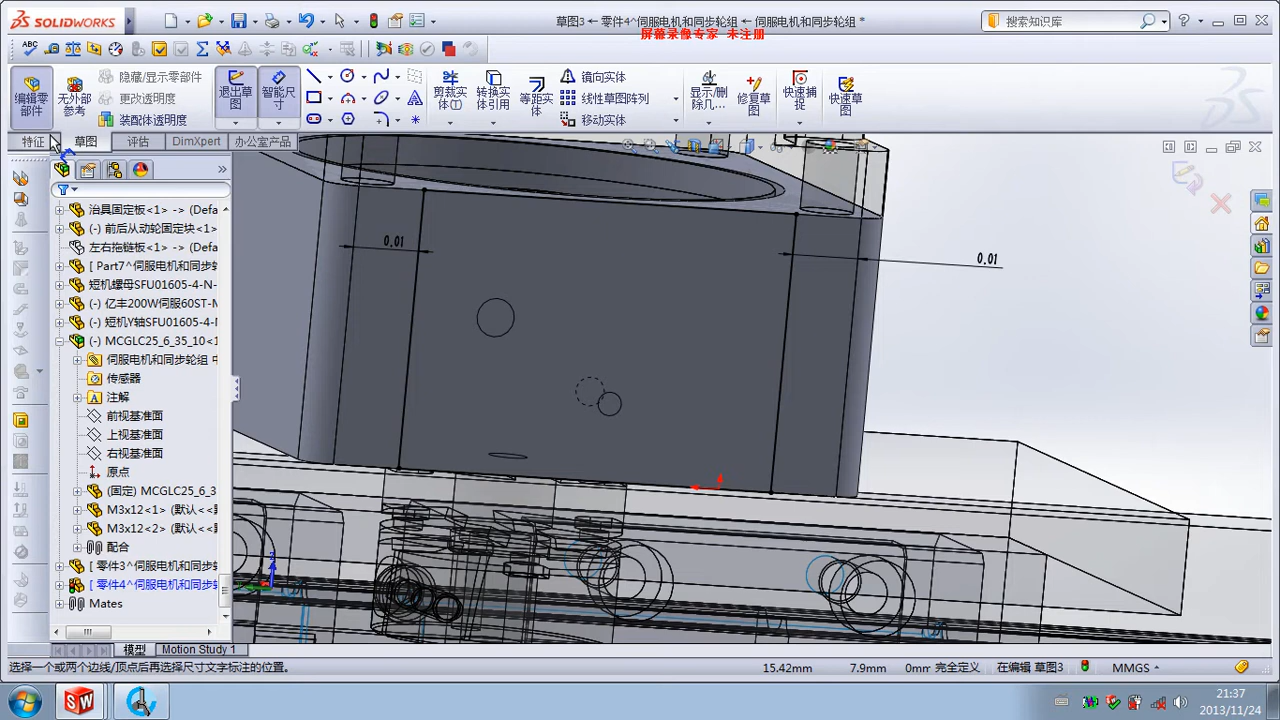 SOLIDWORKS
草图3 ← 零件4^伺服电机和同步轮组 ← 伺服电机和同步轮组 *
搜索知识库
?
屏幕录像专家 未注册
ABC
编辑零部件
无外部参考
隐藏/显示零部件
更改透明度
装配体透明度
退出草图
智能尺寸
剪裁实体(T)
转换实体引用
等距实体
镜向实体
线性草图阵列
移动实体
显示/删除几...
修复草图
快速捕捉
快速草图
特征
草图
评估
DimXpert
办公室产品
治具固定板<1> -> (Defa
(-) 前后从动轮固定块<1>
左右拖链板<1> -> (Defa
[ Part7^伺服电机和同步轮
短机螺母SFU01605-4-N-
(-) 亿丰200W伺服60ST-M
(-) 短机Y轴SFU01605-4-N
(-) MCGLC25_6_35_10<1
伺服电机和同步轮组 中
传感器
注解
前视基准面
上视基准面
右视基准面
原点
(固定) MCGLC25_6_3
M3x12<1> (默认<<默
M3x12<2> (默认<<默
配合
[ 零件3^伺服电机和同步轮
[ 零件4^伺服电机和同步轮
Mates
0.01
0.01
模型
Motion Study 1
选择一个或两个边线/顶点后再选择尺寸文字标注的位置。
15.42mm
7.9mm
0mm
完全定义
在编辑 草图3
MMGS
SW
21:37
2013/11/24